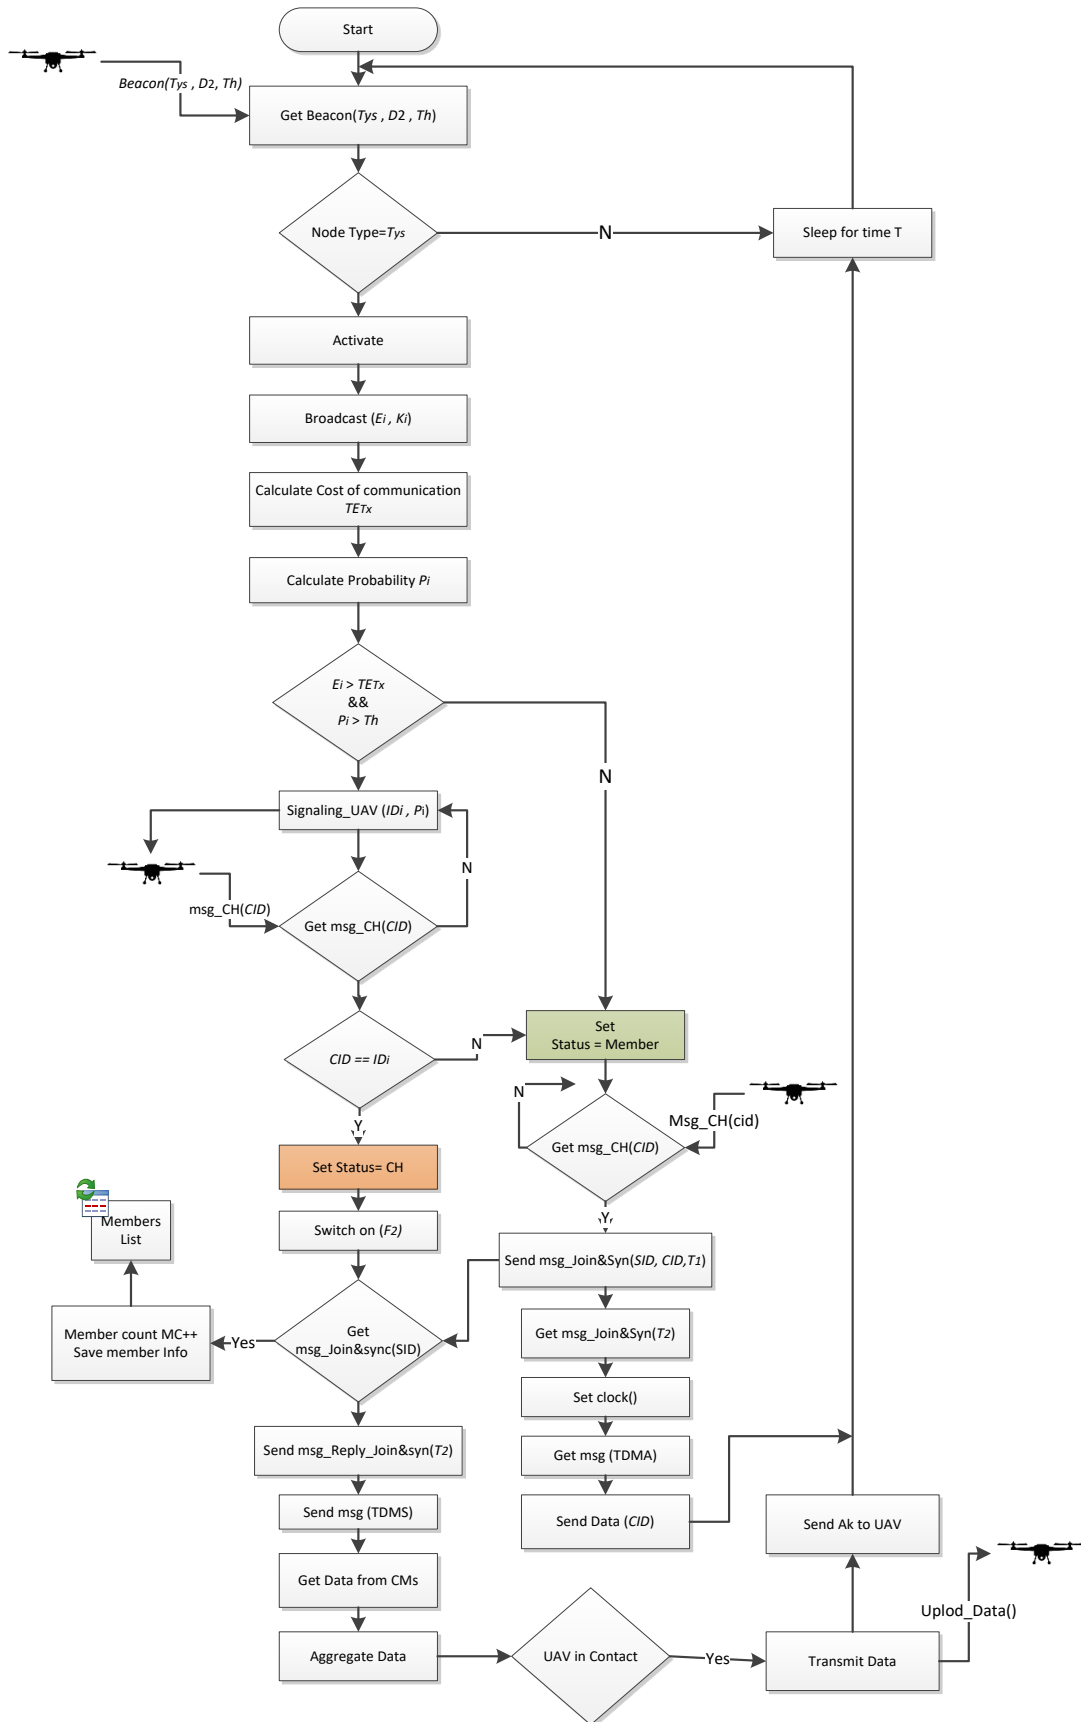 Start
Beacon(Tys , D2, Th)
Get Beacon(Tys , D2 , Th)
Node Type=Tys
N
Sleep for time T
Activate
Broadcast (Ei , Ki)
Calculate Cost of communication
TETx
Calculate Probability Pi
Ei > TETx
&&
Pi > Th
N
Signaling_UAV (IDi , Pi)
N
msg_CH(CID)
Get msg_CH(CID)
CID == IDi
N
Set
Status = Member
N
Msg_CH(cid)
Get msg_CH(CID)
Y
Set Status= CH
Y
Members
List
Switch on (F2)
Send msg_Join&Syn(SID, CID,T1)
Member count MC++
Save member Info
Yes
Get
msg_Join&sync(SID)
Get msg_Join&Syn(T2)
Set clock()
Send msg_Reply_Join&syn(T2)
Get msg (TDMA)
Send msg (TDMS)
Send Data (CID)
Send Ak to UAV
Get Data from CMs
Uplod_Data()
Aggregate Data
UAV in Contact
Yes
Transmit Data